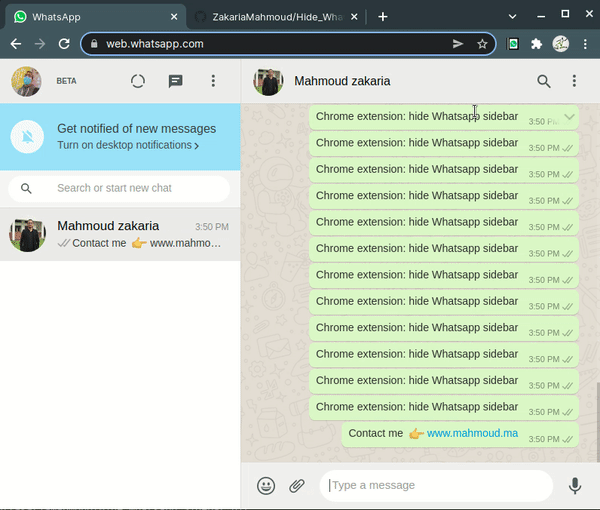 WhatsApp
ZakariaMahmoud/Hide_Wha
web.whatsapp.com
BETA
Mahmoud zakaria
Get notified of new messages
Turn on desktop notifications
Search or start new chat
Mahmoud zakaria
3:50 PM
Contact me 👉 www.mahmo...
Chrome extension: hide Whatsapp sidebar 3:50 PM
Chrome extension: hide Whatsapp sidebar 3:50 PM
Chrome extension: hide Whatsapp sidebar 3:50 PM
Chrome extension: hide Whatsapp sidebar 3:50 PM
Chrome extension: hide Whatsapp sidebar 3:50 PM
Chrome extension: hide Whatsapp sidebar 3:50 PM
Chrome extension: hide Whatsapp sidebar 3:50 PM
Chrome extension: hide Whatsapp sidebar 3:50 PM
Chrome extension: hide Whatsapp sidebar 3:50 PM
Chrome extension: hide Whatsapp sidebar 3:50 PM
Chrome extension: hide Whatsapp sidebar 3:50 PM
Chrome extension: hide Whatsapp sidebar 3:50 PM
Contact me 👉 www.mahmoud.ma 3:50 PM
Type a message